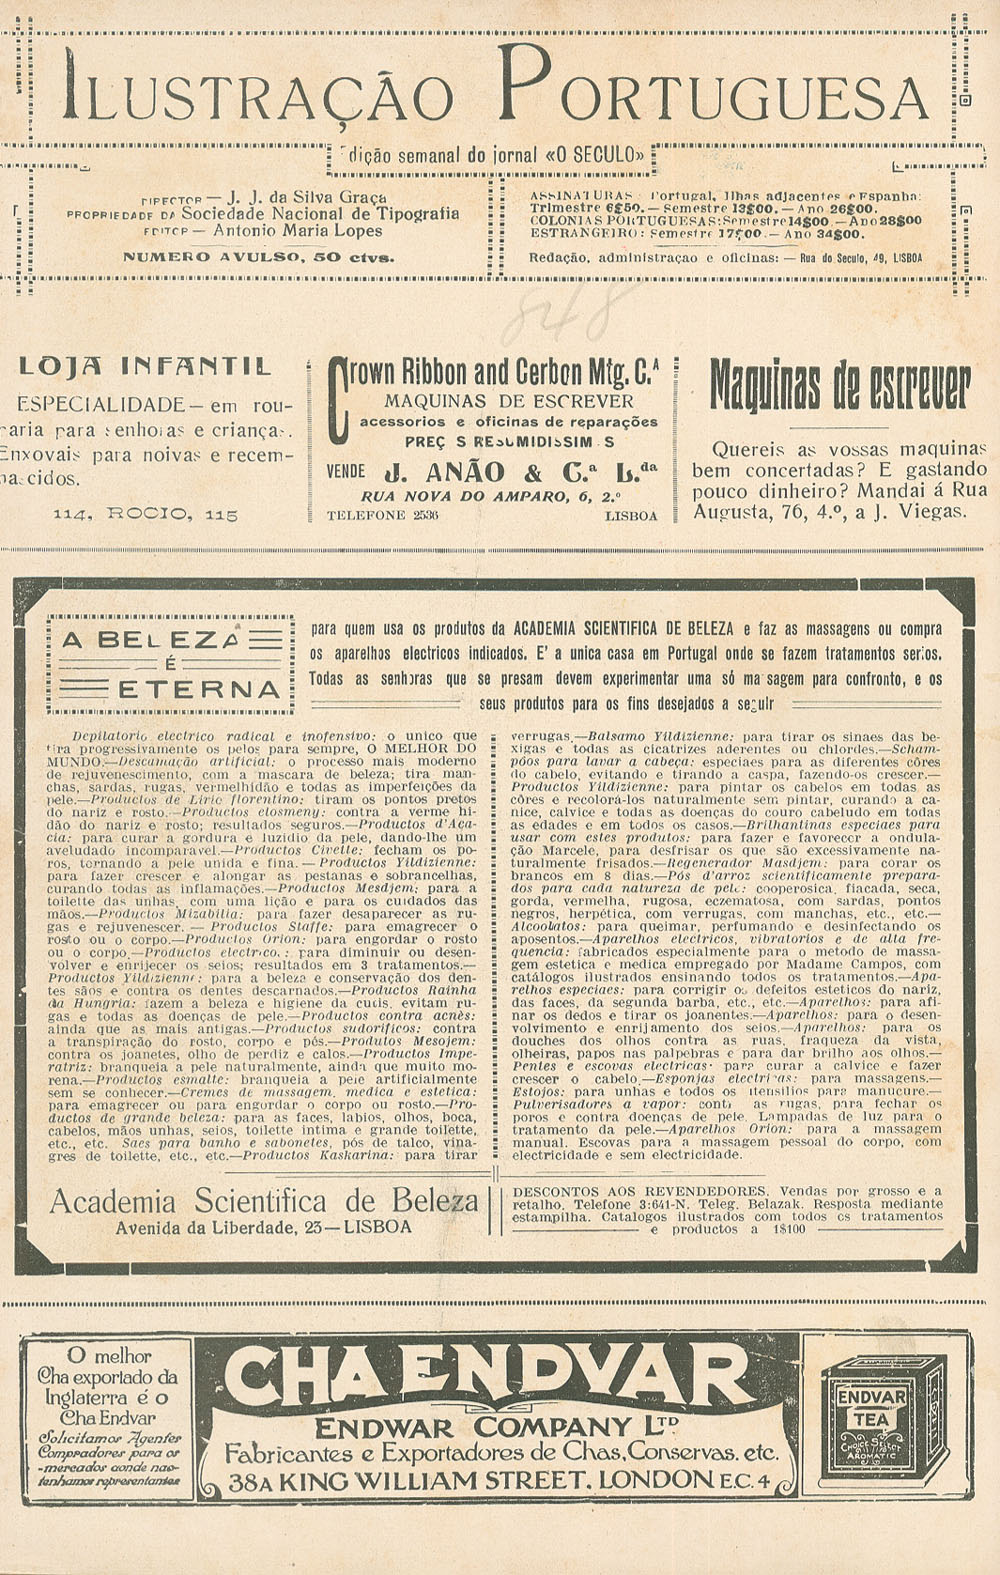 ILUSTRAÇÃO PORTUGUESA
dição semanal do jornal «O SECULO»
DIRECTOR — J. J. da Silva Graça
PROPRIEDADE DA Sociedade Nacional de Tipografia
EDITOR — Antonio Maria Lopes
NUMERO AVULSO, 50 ctvs.
ASSINATURAS: Portugal, Ilhas adjacentes e Espanha:
Trimestre 6$50. — Semestre 13$00. — Ano 26$00.
COLONIAS PORTUGUESAS: Semestre 14$00. — Ano 28$00
ESTRANGEIRO: Semestre 17$00. — Ano 34$00.
Redação, administraçao e oficinas: — Rua do Seculo, 49, LISBOA
848
LOJA INFANTIL
ESPECIALIDADE — em rou-
paria para senhoras e crianças.
Enxovais para noivas e recem-
nascidos.
114, ROCIO, 115
Crown Ribbon and Cerbon Mtg. C.ª
MAQUINAS DE ESCREVER
acessorios e oficinas de reparações
PREÇ S RESUMIDISSIM S
VENDE J. ANÃO & C.ª L.da
RUA NOVA DO AMPARO, 6, 2.º
TELEFONE 2536 LISBOA
Maquinas de escrever
Quereis as vossas maquinas
bem concertadas? E gastando
pouco dinheiro? Mandai á Rua
Augusta, 76, 4.º, a J. Viegas.
A BELEZA
É
ETERNA
para quem usa os produtos da ACADEMIA SCIENTIFICA DE BELEZA e faz as massagens ou compra
os aparelhos electricos indicados. E' a unica casa em Portugal onde se fazem tratamentos serios.
Todas as senhoras que se presam devem experimentar uma só ma sagem para confronto, e os
seus produtos para os fins desejados a seguir
Depilatorio electrico radical e inofensivo: o unico que
tira progressivamente os pelos para sempre, O MELHOR DO
MUNDO.—Descamação artificial: o processo mais moderno
de rejuvenescimento, com a mascara de beleza; tira man-
chas, sardas, rugas, vermelhidão e todas as imperfeições da
pele.—Productos de Lirio florentino: tiram os pontos pretos
do nariz e rosto.—Productos elosmeny: contra a verme hi-
dão do nariz e rosto; resultados seguros.—Productos d'Aca-
cia: para curar a gordura e luzidio da pele, dando-lhe um
aveludado incomparavel.—Productos Cirette: fecham os po-
ros, tornando a pele unida e fina.—Productos Yildizienne:
para fazer crescer e alongar as pestanas e sobrancelhas,
curando todas as inflamações.—Productos Mesdjem: para a
toilette das unhas, com uma lição e para os cuidados das
mãos.—Productos Mizabilia: para fazer desaparecer as ru-
gas e rejuvenescer.—Productos Staffe: para emagrecer o
rosto ou o corpo.—Productos Orion: para engordar o rosto
ou o corpo.—Productos electrico.: para diminuir ou desen-
volver e enrijecer os seios; resultados em 3 tratamentos.—
Productos Yildizienne: para a beleza e conservação dos den-
tes sãos e contra os dentes descarnados.—Productos Rainha
da Hungria: fazem a beleza e higiene da cutis, evitam ru-
gas e todas as doenças de pele.—Productos contra acnès:
ainda que as mais antigas.—Productos sudorificos: contra
a transpiração do rosto, corpo e pés.—Produtos Mesojem:
contra os joanetes, olho de perdiz e calos.—Productos Impe-
ratriz: branqueia a pele naturalmente, ainda que muito mo-
rena.—Productos esmalte: branqueia a pele artificialmente
sem se conhecer.—Cremes de massagem, medica e estetica:
para emagrecer ou para engordar o corpo ou rosto.—Pro-
ductos de grande beleza: para as faces, labios, olhos, boca,
cabelos, mãos unhas, seios, toilette intima e grande toilette,
etc., etc. Saes para banho e sabonetes, pós de talco, vina-
gres de toilette, etc., etc.—Productos Kaskarina: para tirar
verrugas.—Balsamo Yildizienne: para tirar os sinaes das be-
xigas e todas as cicatrizes aderentes ou chlordes.—Scham-
póos para lavar a cabeça: especiaes para as diferentes côres
do cabelo, evitando e tirando a caspa, fazendo-os crescer.—
Productos Yildizienne: para pintar os cabelos em todas as
côres e recolorá-los naturalmente sem pintar, curando a ca-
nice, calvice e todas as doenças do couro cabeludo em todas
as edades e em todos os casos.—Brilhantinas especiaes para
usar com estes produtos: para fazer e favorecer a ondula-
ção Marcele, para desfrisar os que são excessivamente na-
turalmente frisados.—Regenerador Masdjem: para corar os
brancos em 8 dias.—Pós d'arroz scientificamente prepara-
dos para cada natureza de pele: cooperosica, fiacada, seca,
gorda, vermelha, rugosa, eczematosa, com sardas, pontos
negros, herpética, com verrugas, com manchas, etc., etc.—
Alcoolatos: para queimar, perfumando e desinfectando os
aposentos.—Aparelhos electricos, vibratorios e de alta fre-
quencia: fabricados especialmente para o metodo de massa-
gem estetica e medica empregado por Madame Campos, com
catálogos ilustrados ensinando todos os tratamentos.—Apa-
relhos especiaes: para corrigir os defeitos esteticos do nariz,
das faces, da segunda barba, etc., etc.—Aparelhos: para afi-
nar os dedos e tirar os joanentes.—Aparelhos: para o desen-
volvimento e enrijamento dos seios.—Aparelhos: para os
douches dos olhos contra as ruas, fraqueza da vista,
olheiras, papos nas palpebras e para dar brilho aos olhos.—
Pentes e escovas electricas: para curar a calvice e fazer
crescer o cabelo.—Esponjas electricas: para massagens.—
Estojos: para unhas e todos os utensilios para manucure.—
Pulverisadores a vapor: contra as rugas, para fechar os
poros e contra doenças de pele. Lampadas de luz para o
tratamento da pele.—Aparelhos Orion: para a massagem
manual. Escovas para a massagem pessoal do corpo, com
electricidade e sem electricidade.
Academia Scientifica de Beleza
Avenida da Liberdade, 23—LISBOA
DESCONTOS AOS REVENDEDORES. Vendas por grosso e a
retalho. Telefone 3:641-N. Teleg. Belazak. Resposta mediante
estampilha. Catalogos ilustrados com todos os tratamentos
e productos a 1$100
O melhor
Cha exportado da
Inglaterra é o
Cha Endvar
Solicitamos Agentes
Compradores para os
-mercados aonde nao-
tenhamos representantes
CHA ENDVAR
ENDWAR COMPANY LTD
Fabricantes e Exportadores de Chas, Conservas. etc.
38A KING WILLIAM STREET. LONDON E.C. 4
ENDVAR
TEA
AROMATIC